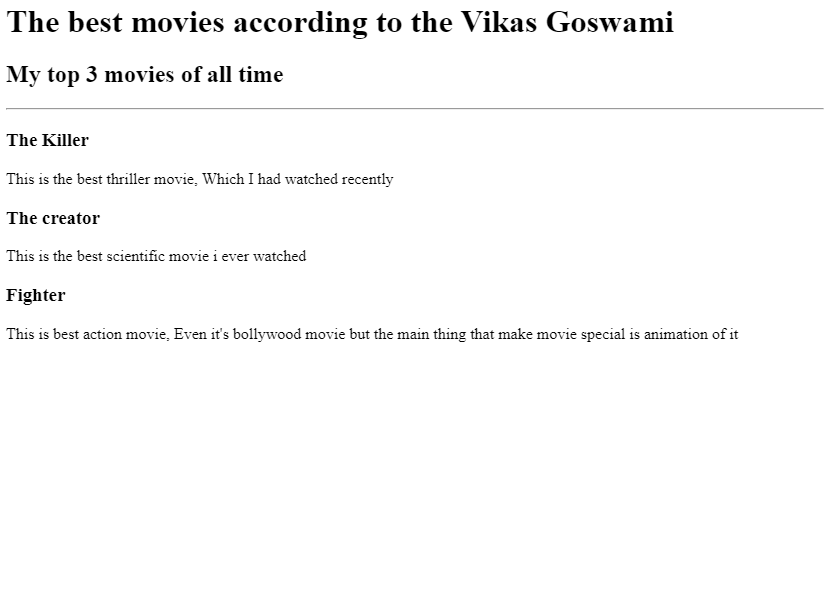 The best movies according to the Vikas Goswami
My top 3 movies of all time
The Killer
This is the best thriller movie, Which I had watched recently
The creator
This is the best scientific movie i ever watched
Fighter
This is best action movie, Even it's bollywood movie but the main thing that make movie special is animation of it